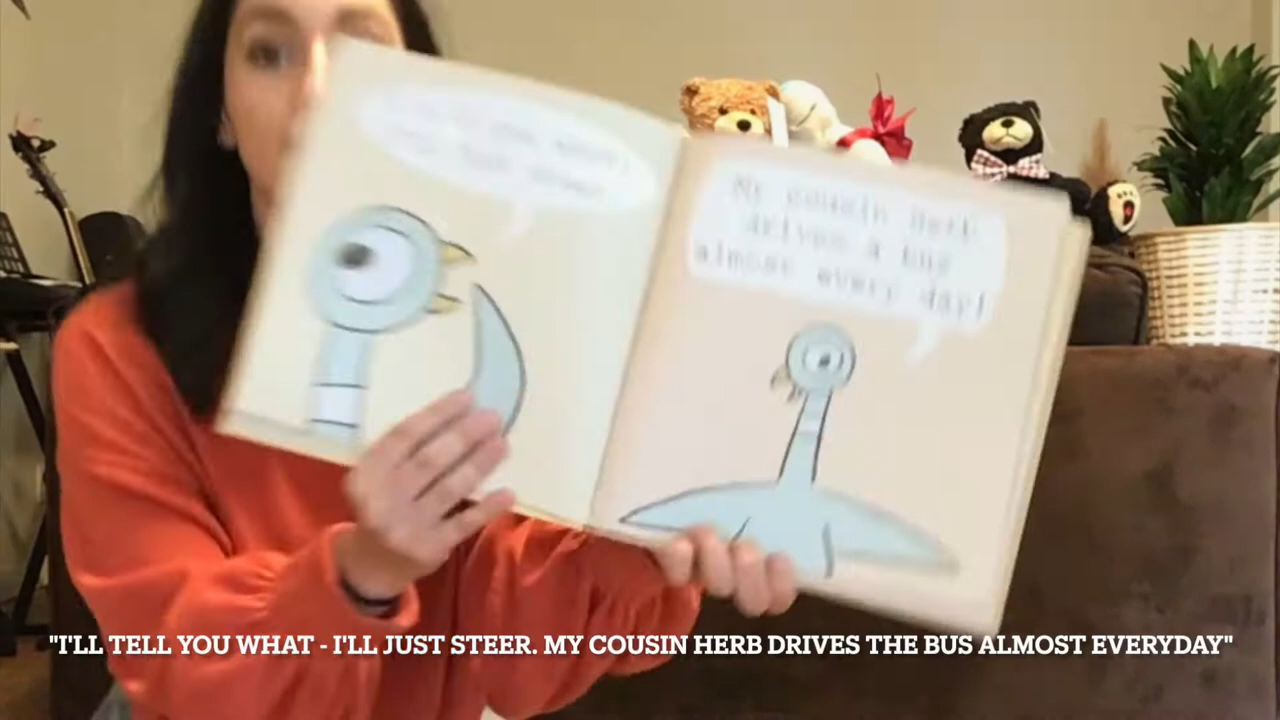 My cousin Herb
drives a bus
almost every day!
"I'LL TELL YOU WHAT - I'LL JUST STEER. MY COUSIN HERB DRIVES THE BUS ALMOST EVERYDAY"